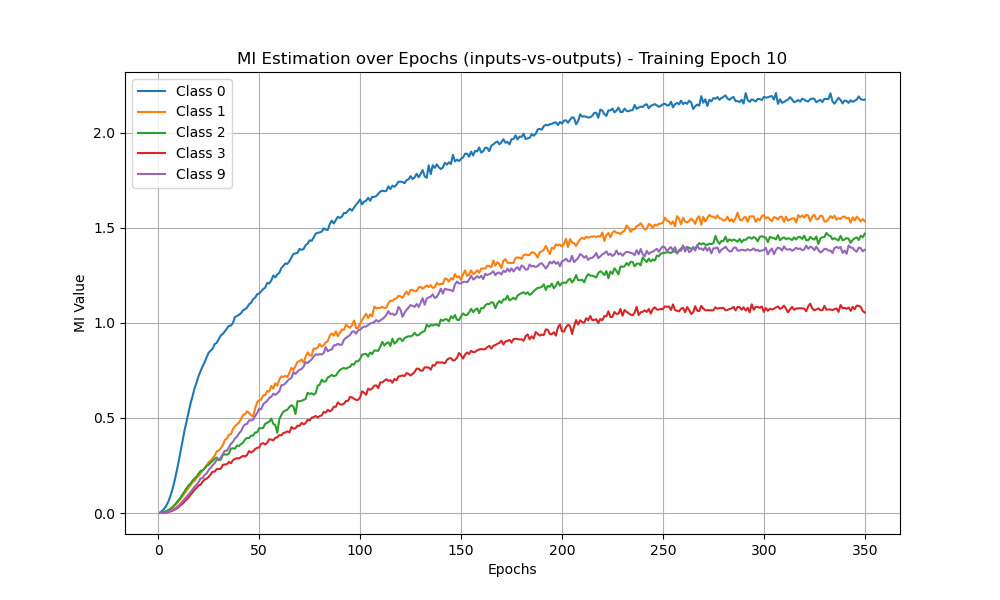 MI Estimation over Epochs (inputs-vs-outputs) - Training Epoch 10
Class 0
Class 1
Class 2
Class 3
Class 9
MI Value
2.0
1.5
1.0
0.5
0.0
0 50 100 150 200 250 300 350
Epochs